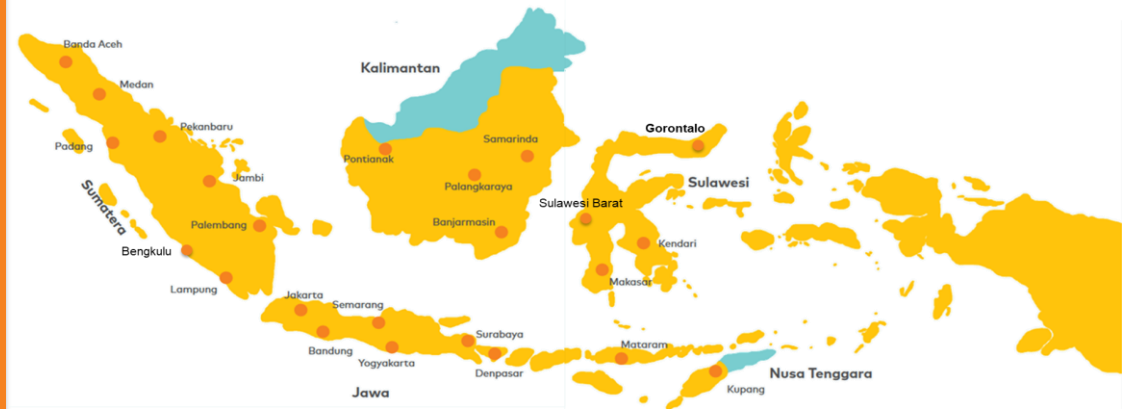 Banda Aceh
Kalimantan
Medan
Pekanbaru
Gorontalo
Samarinda
Padang
Pontianak
Jambi
Sulawesi
Palangkaraya
Sumatera
Sulawesi Barat
Palembang
Banjarmasin
Kendari
Bengkulu
Makasar
Lampung
Jakarta
Semarang
Surabaya
Mataram
Bandung
Yogyakarta
Denpasar
Nusa Tenggara
Kupang
Jawa